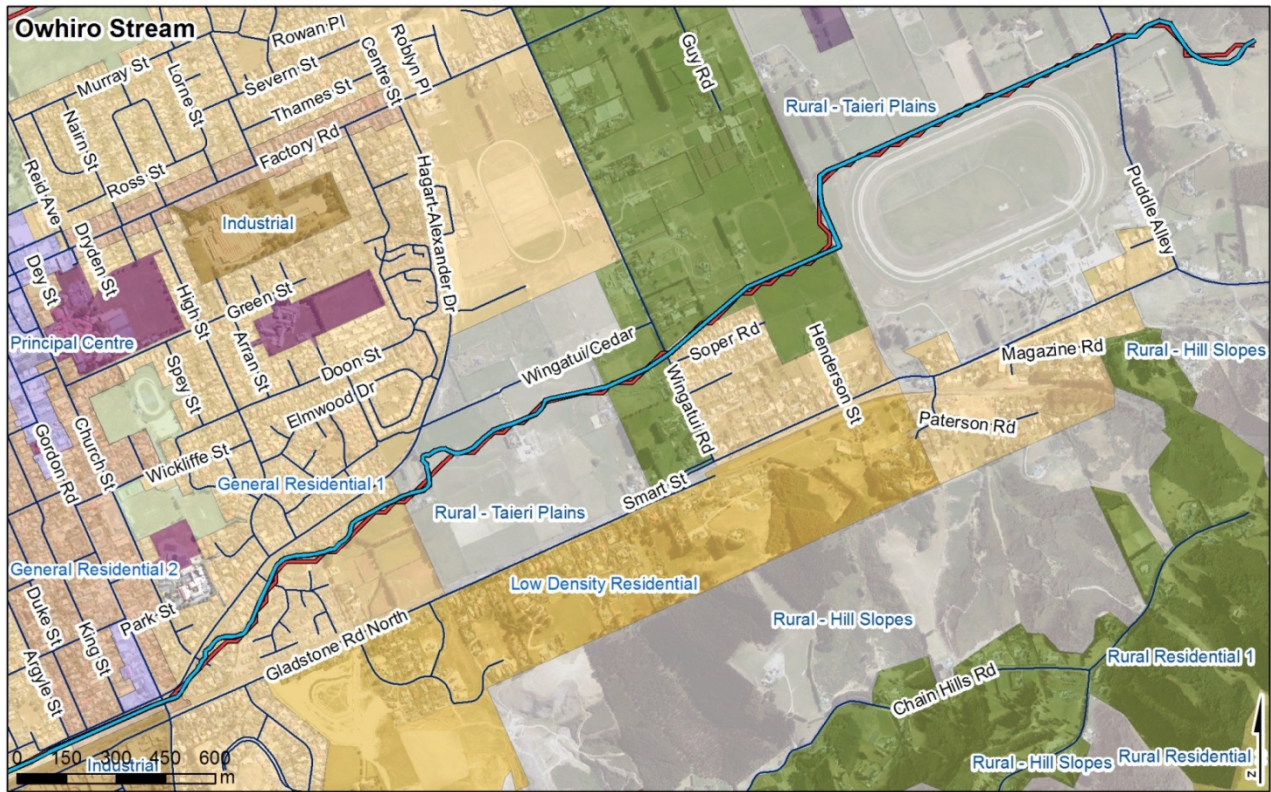 Owhiro Stream
Rowan Pl
Murray St
Lorne St
Severn St
Centre St
Roblyn Pl
Guy Rd
Thames St
Rural - Taieri Plains
Nairn St
Factory Rd
Reid Ave
Ross St
Hagart-Alexander Dr
Puddle Alley
Industrial
Dryden St
Dey St
High St
Green St
Principal Centre
Arran St
Wingatui/Cedar
Soper Rd
Henderson St
Magazine Rd
Rural - Hill Slopes
Spey St
Doon St
Elmwood Dr
Wingatui Rd
Paterson Rd
Gordon Rd
Church St
Wickliffe St
General Residential 1
Smart St
Rural - Taieri Plains
General Residential 2
Low Density Residential
Duke St
King St
Park St
Rural - Hill Slopes
Gladstone Rd North
Argyle St
Rural Residential 1
Chain Hills Rd
0 150 300 450 600
m
Industrial
Rural - Hill Slopes
Rural Residential
z